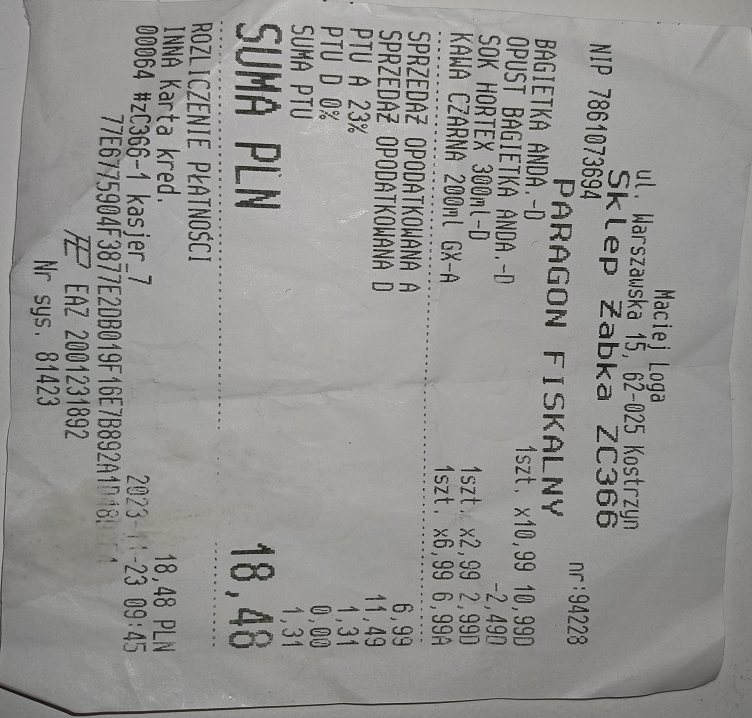 Maciej Loga
ul. Warszawska 15, 62-025 Kostrzyn
Sklep Żabka ZC366
NIP 7861073694 nr:94228
PARAGON FISKALNY
BAGIETKA ANDA.-D 1szt. x10,99 10,99D
OPUST BAGIETKA ANDA.-D -2,49D
SOK HORTEX 300ml-D 1szt. x2,99 2,99D
KAWA CZARNA 200ml GX-A 1szt. x6,99 6,99A
SPRZEDAŻ OPODATKOWANA A 6,99
SPRZEDAŻ OPODATKOWANA D 11,49
PTU A 23% 1,31
PTU D 0% 0,00
SUMA PTU 1,31
SUMA PLN 18,48
ROZLICZENIE PŁATNOŚCI
INNA Karta kred. 18,48 PLN
00064 #zC366-1 kasjer_7 2023-11-23 09:45
EAZ 2001231892
Nr sys. 81423